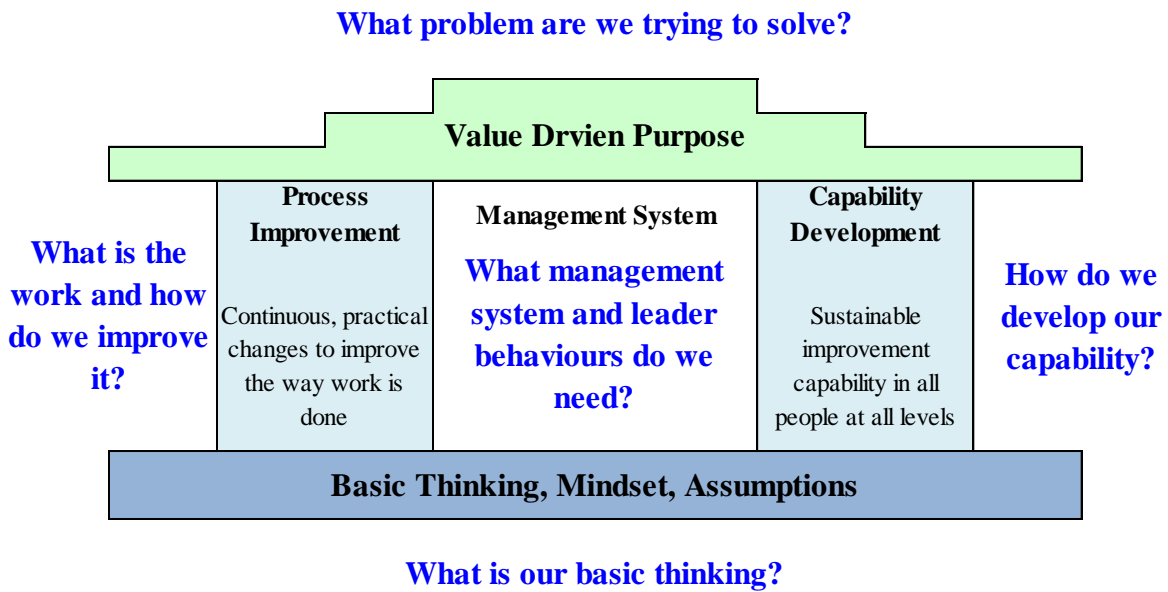 What problem are we trying to solve?
Value Drvien Purpose
What is the
work and how
do we improve
it?
Process
Improvement
Continuous, practical
changes to improve
the way work is
done
Management System
What management
system and leader
behaviours do we
need?
Capability
Development
Sustainable
improvement
capability in all
people at all levels
How do we
develop our
capability?
Basic Thinking, Mindset, Assumptions
What is our basic thinking?